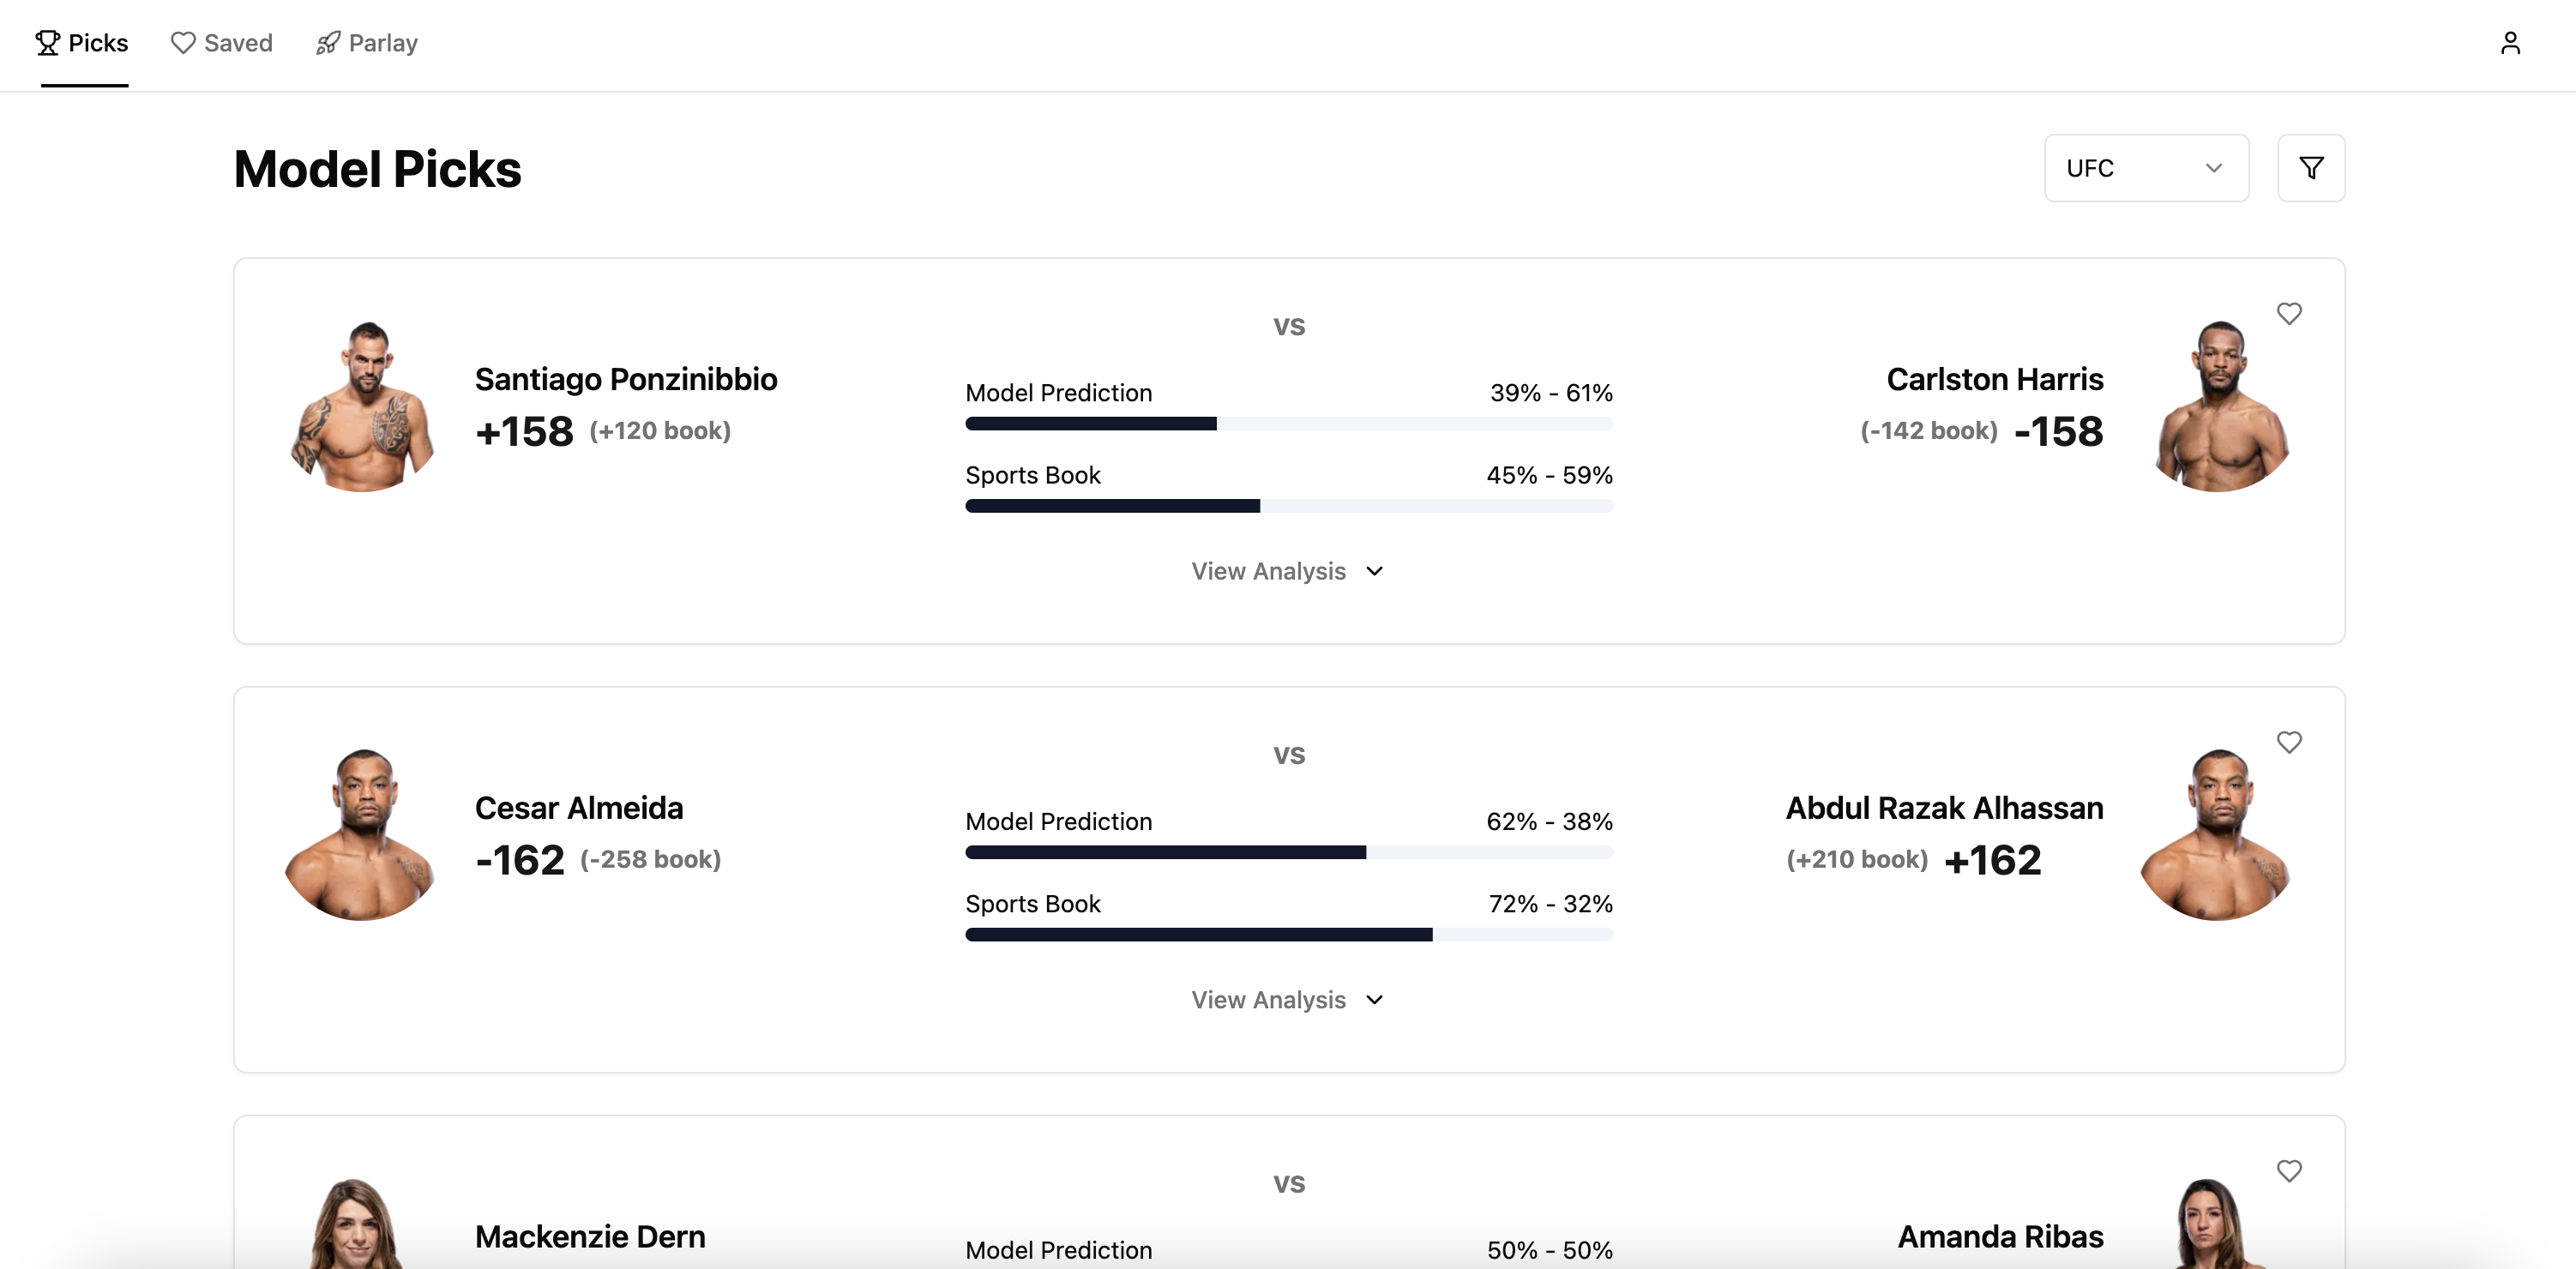 Picks Saved Parlay
Model Picks
UFC
vs
Santiago Ponzinibbio
+158 (+120 book)
Model Prediction 39% - 61%
Sports Book 45% - 59%
Carlston Harris
(-142 book) -158
View Analysis
vs
Cesar Almeida
-162 (-258 book)
Model Prediction 62% - 38%
Sports Book 72% - 32%
Abdul Razak Alhassan
(+210 book) +162
View Analysis
vs
Mackenzie Dern
Model Prediction 50% - 50%
Amanda Ribas